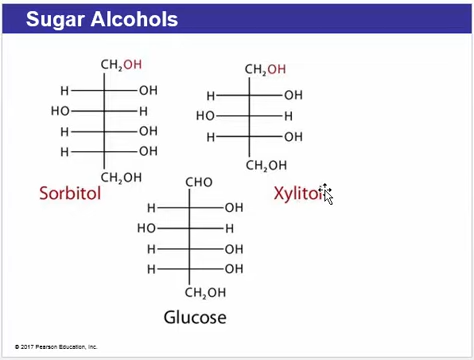 Sugar Alcohols
CH₂OH
H OH
HO H
H OH
H OH
CH₂OH
Sorbitol
CH₂OH
H OH
HO H
H OH
CH₂OH
Xylitol
CHO
H OH
HO H
H OH
H OH
CH₂OH
Glucose
© 2017 Pearson Education, Inc.